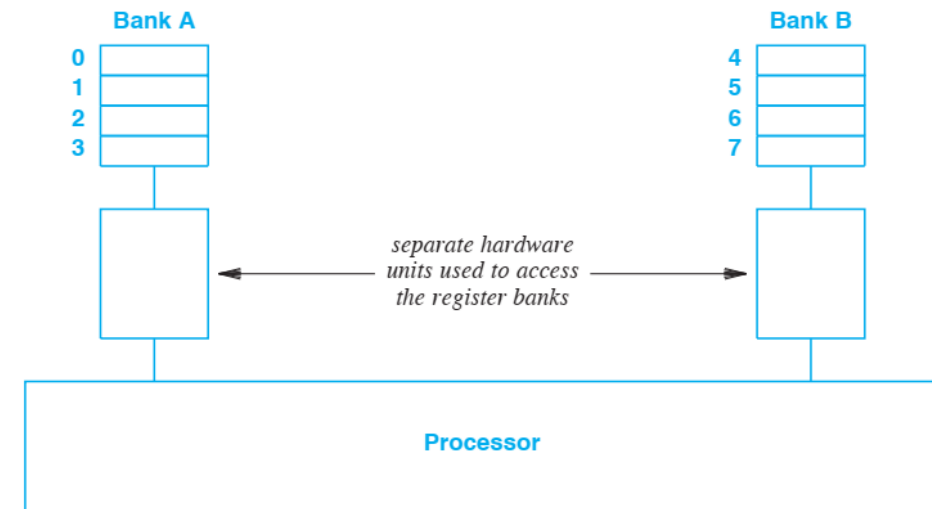 Bank A
Bank B
0
1
2
3
4
5
6
7
separate hardware
units used to access
the register banks
Processor